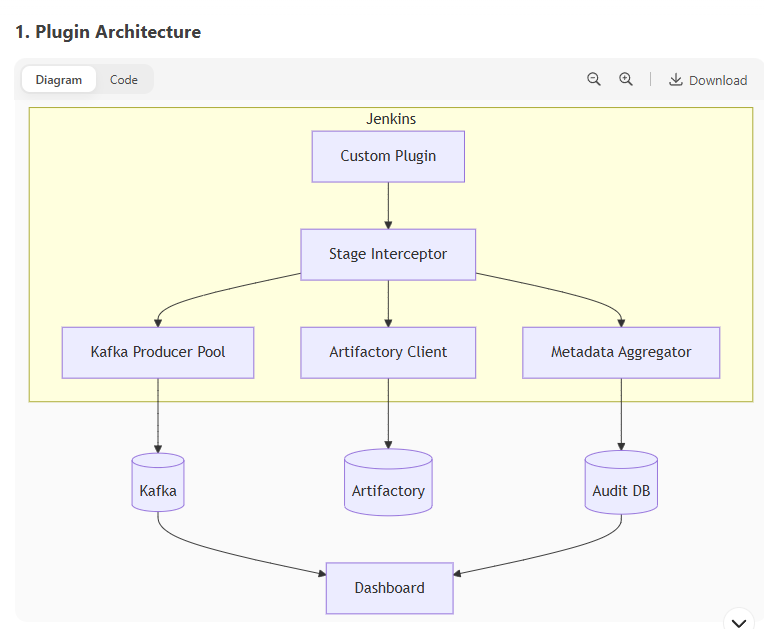 1. Plugin Architecture
Diagram
Code
Download
Jenkins
Custom Plugin
Stage Interceptor
Kafka Producer Pool
Artifactory Client
Metadata Aggregator
Kafka
Artifactory
Audit DB
Dashboard